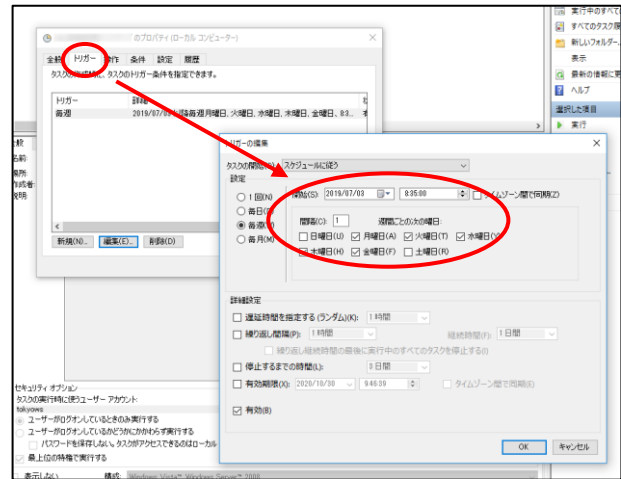 実行中のすべての
すべてのタスク履
新しいフォルダー...
表示
最新の情報に更
ヘルプ
選択した項目
実行
のプロパティ (ローカル コンピューター)
全般 トリガー 操作 条件 設定 履歴
タスクの作成時に、タスクのトリガー条件を指定できます。
トリガー 詳細
毎週 2019/07/03 以降毎週月曜日, 火曜日, 水曜日, 木曜日, 金曜日、8:3...
新規(N)... 編集(E)... 削除(D)
名前:
場所:
作成者:
説明:
トリガーの編集
タスクの開始(G): スケジュールに従う
設定
1 回(N)
毎日(D)
毎週(W)
毎月(M)
開始(S): 2019/07/03 8:35:00 タイムゾーン間で同期(Z)
間隔(C): 1 週間ごとの次の曜日:
日曜日(U) 月曜日(A) 火曜日(T) 水曜日(Y)
木曜日(H) 金曜日(F) 土曜日(R)
詳細設定
遅延時間を指定する (ランダム)(K): 1 時間
繰り返し間隔(P): 1 時間 継続時間(F): 1 日間
繰り返し継続時間の最後に実行中のすべてのタスクを停止する(I)
停止するまでの時間(L): 3 日間
有効期限(X): 2020/10/30 9:46:39 タイムゾーン間で同期(E)
有効(B)
OK キャンセル
セキュリティ オプション
タスクの実行時に使うユーザー アカウント:
tokyowa
ユーザーがログオンしているときのみ実行する
ユーザーがログオンしているかどうかにかかわらず実行する
パスワードを保存しない。タスクがアクセスできるのはローカル
最上位の特権で実行する
表示しない 構成: Windows Vista™, Windows Server™ 2008